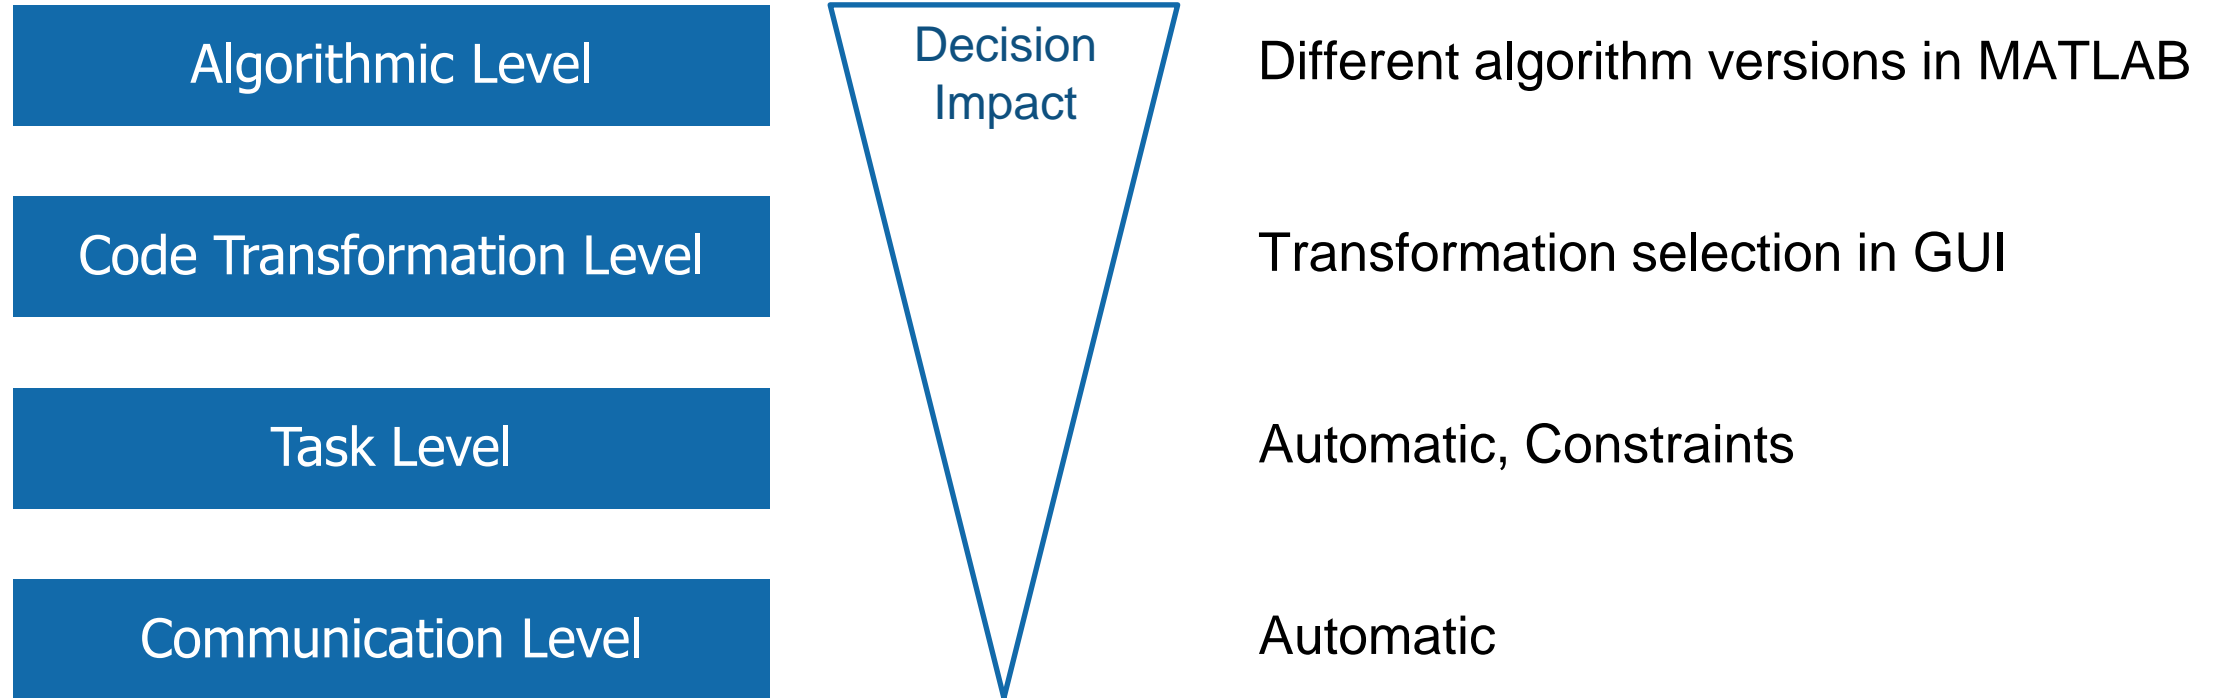 Algorithmic Level
Decision
Impact
Different algorithm versions in MATLAB
Code Transformation Level
Transformation selection in GUI
Task Level
Automatic, Constraints
Communication Level
Automatic